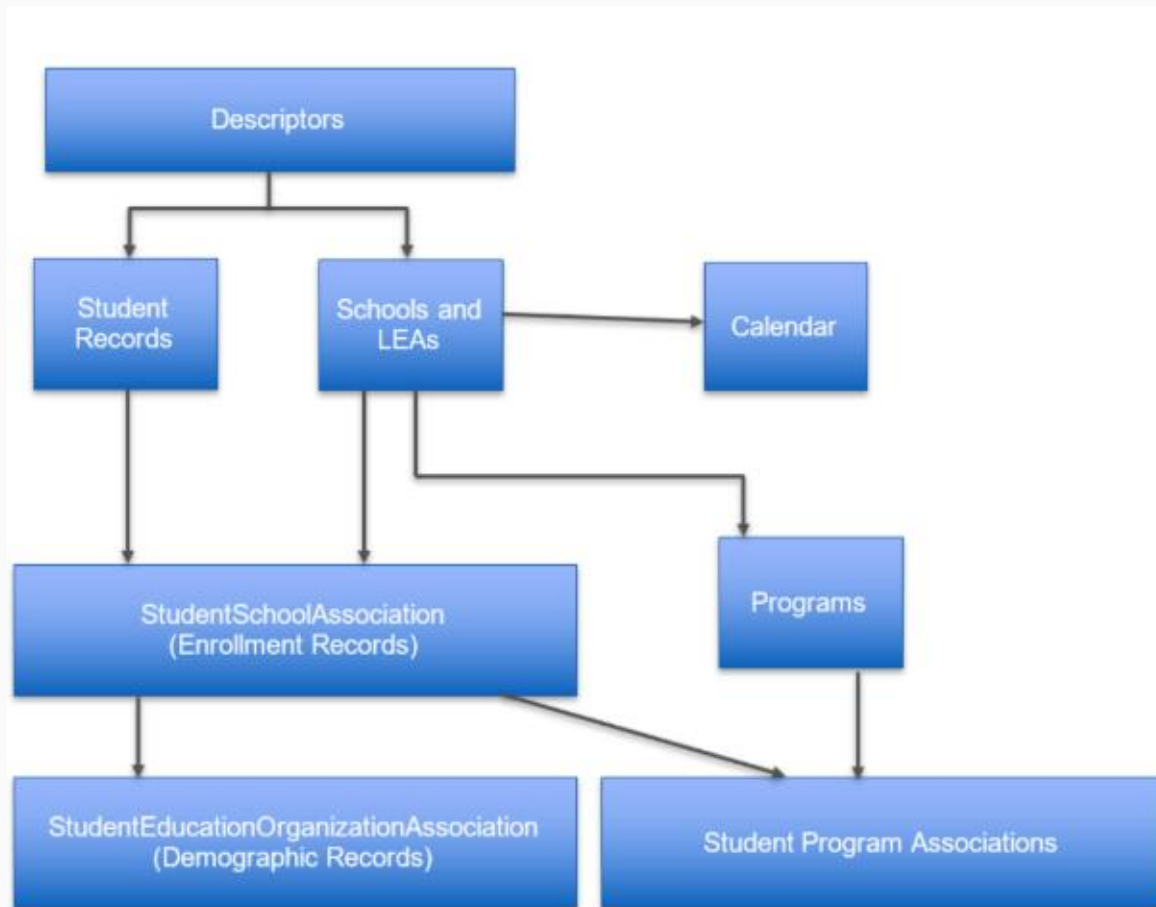 Descriptors
Student
Records
Schools and
LEAs
Calendar
StudentSchoolAssociation
(Enrollment Records)
Programs
StudentEducationOrganizationAssociation
(Demographic Records)
Student Program Associations